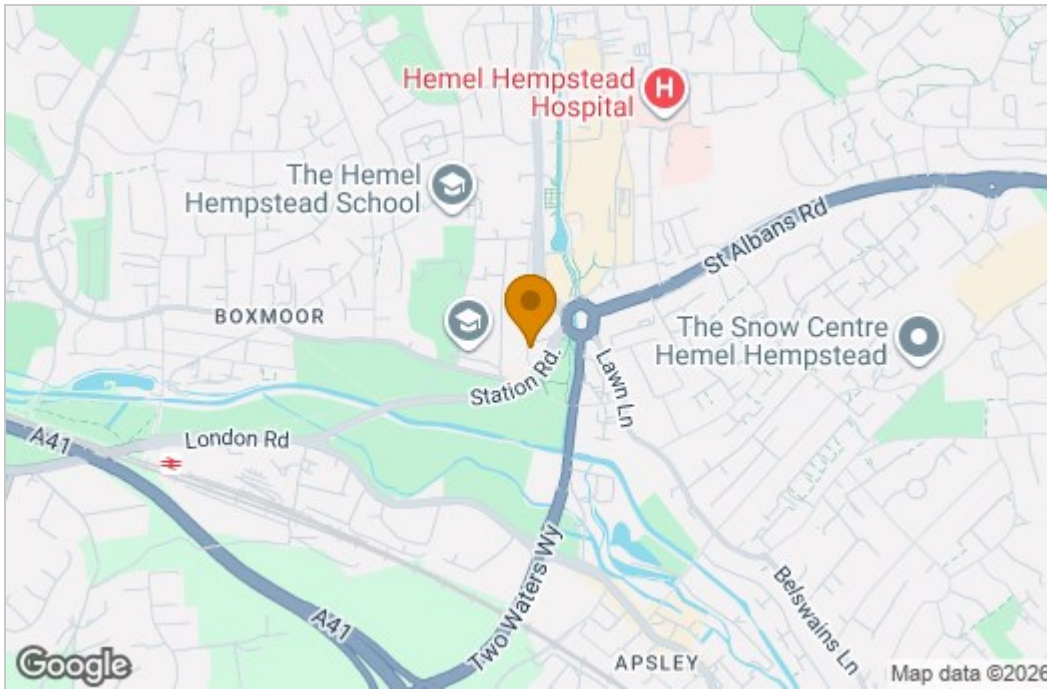 Hemel Hempstead
Hospital
H
The Hemel
Hempstead School
St Albans Rd
BOXMOOR
The Snow Centre
Hemel Hempstead
Station Rd.
Lawn Ln
London Rd
A41
Two Waters Wy
Belswains Ln
A41
APSLEY
Google
Map data ©2026